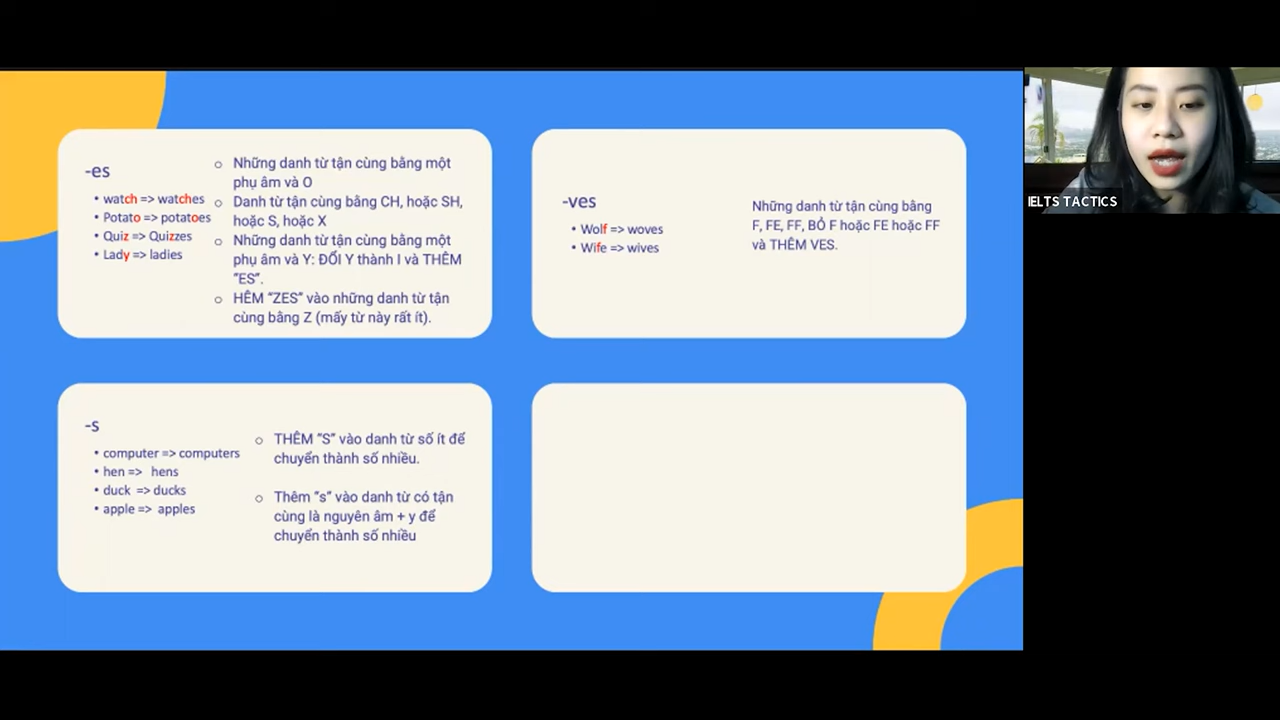 -es
• watch => watches
• Potato => potatoes
• Quiz => Quizzes
• Lady => ladies
○ Những danh từ tận cùng bằng một
phụ âm và O
○ Danh từ tận cùng bằng CH, hoặc SH,
hoặc S, hoặc X
○ Những danh từ tận cùng bằng một
phụ âm và Y: ĐỔI Y thành I và THÊM
"ES".
○ HÊM "ZES" vào những danh từ tận
cùng bằng Z (mấy từ này rất ít).
-ves
• Wolf => woves
• Wife => wives
Những danh từ tận cùng bằng
F, FE, FF, BỎ F hoặc FE hoặc FF
và THÊM VES.
-s
• computer => computers
• hen => hens
• duck => ducks
• apple => apples
○ THÊM "S" vào danh từ số ít để
chuyển thành số nhiều.
○ Thêm "s" vào danh từ có tận
cùng là nguyên âm + y để
chuyển thành số nhiều
IELTS TACTICS